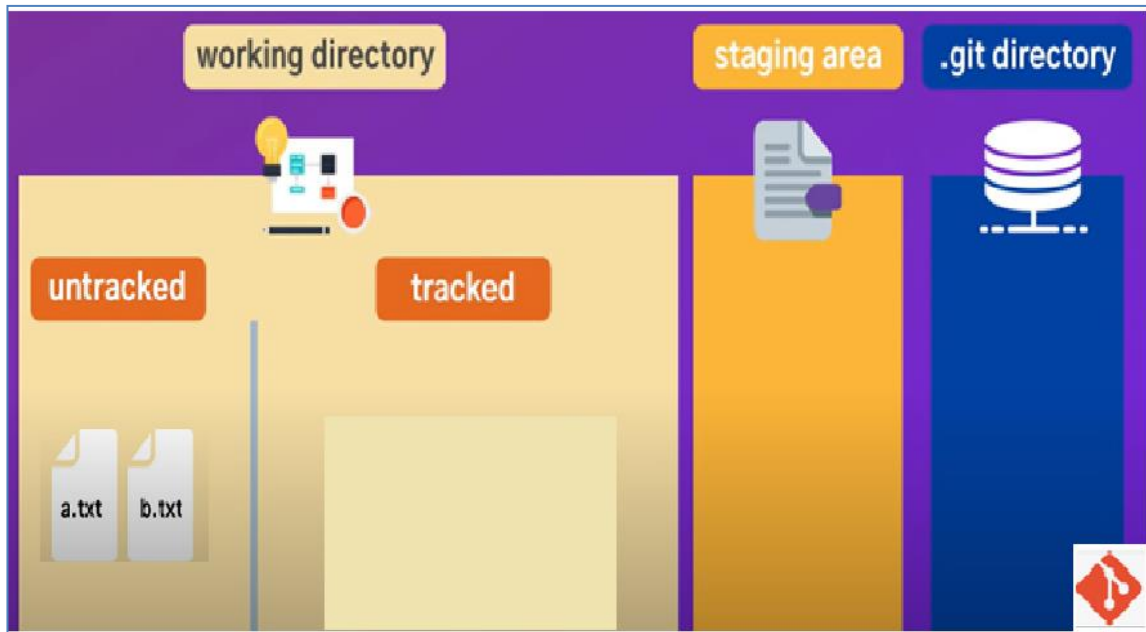 working directory
staging area
.git directory
untracked
tracked
a.txt
b.txt